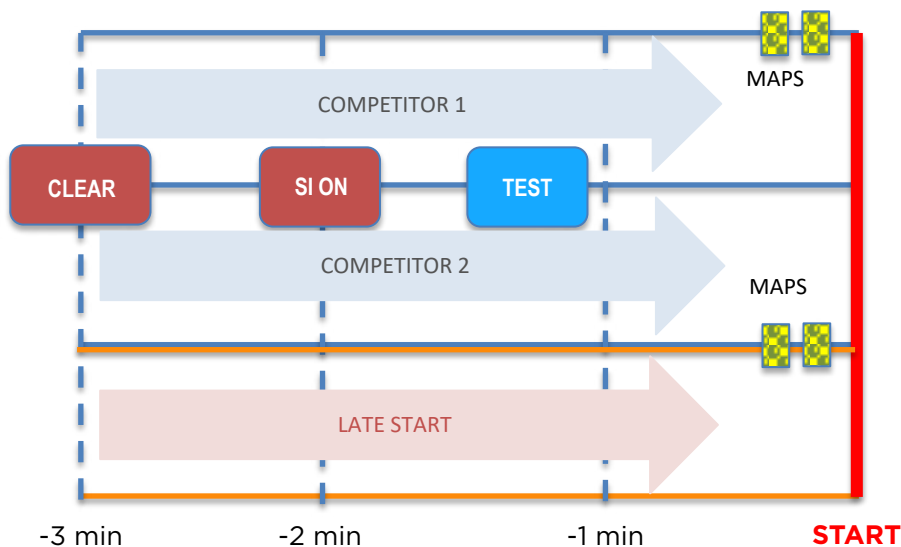 MAPS
COMPETITOR 1
CLEAR
SI ON
TEST
COMPETITOR 2
MAPS
LATE START
-3 min
-2 min
-1 min
START